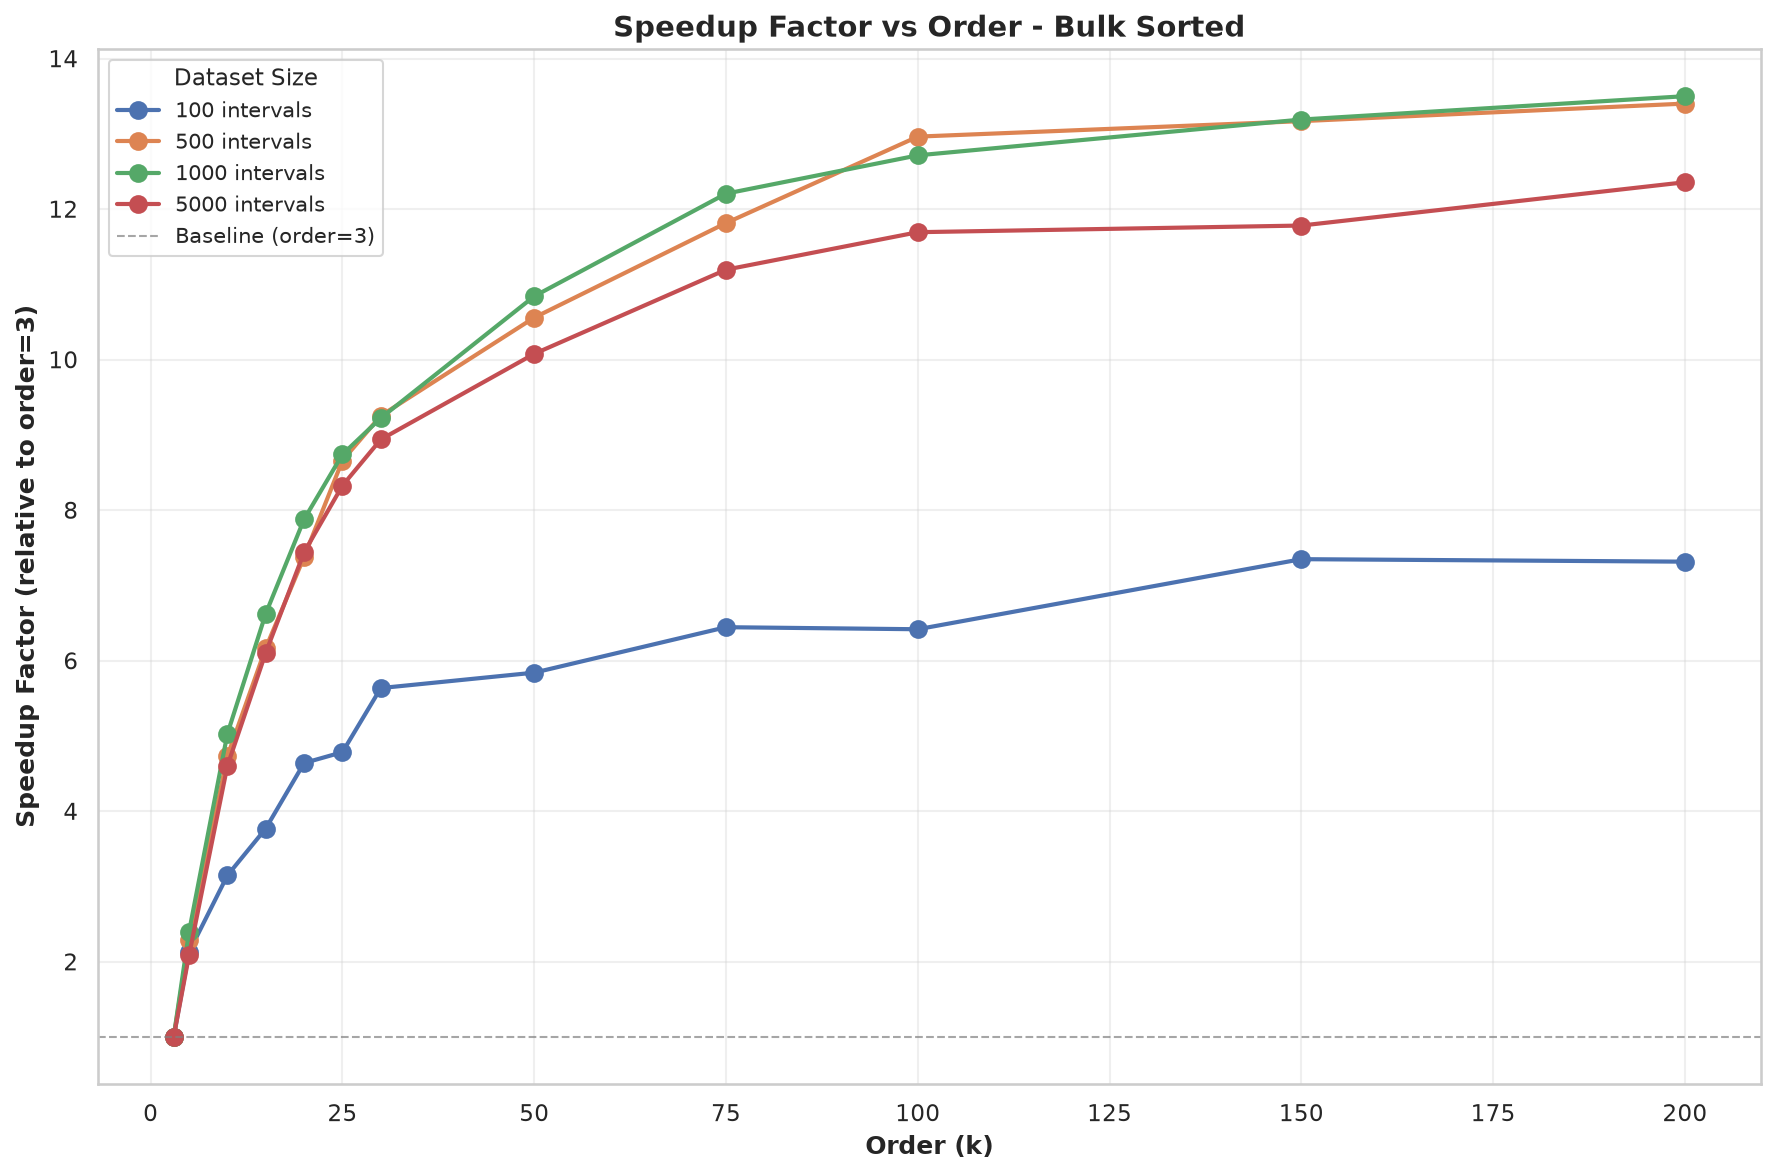 Speedup Factor vs Order - Bulk Sorted
Dataset Size
100 intervals
500 intervals
1000 intervals
5000 intervals
Baseline (order=3)
Speedup Factor (relative to order=3)
14
12
10
8
6
4
2
0 25 50 75 100 125 150 175 200
Order (k)